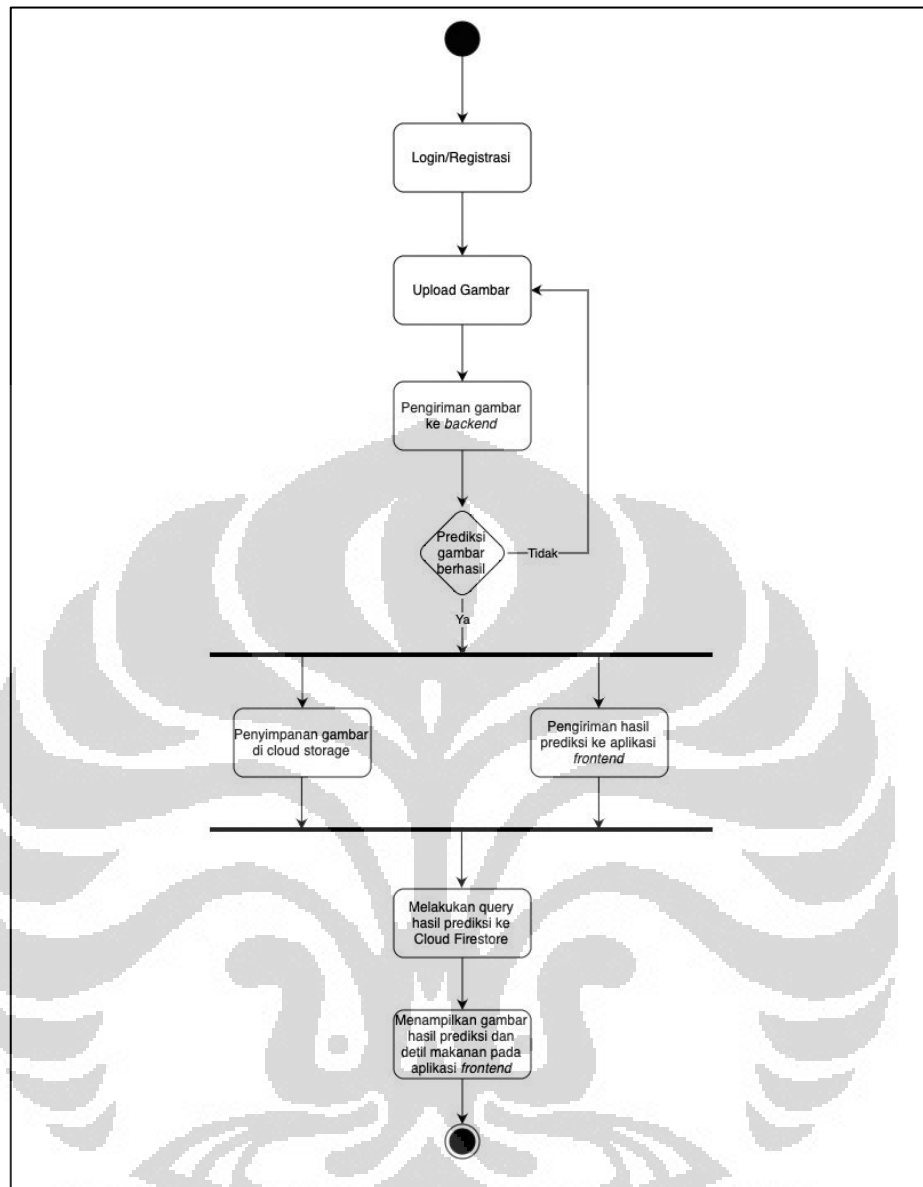 Login/Registrasi
Upload Gambar
Pengiriman gambar
ke backend
Prediksi
gambar
berhasil
Tidak
Ya
Penyimpanan gambar
di cloud storage
Pengiriman hasil
prediksi ke aplikasi
frontend
Melakukan query
hasil prediksi ke
Cloud Firestore
Menampilkan gambar
hasil prediksi dan
detil makanan pada
aplikasi frontend